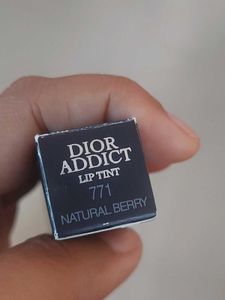 DIOR
ADDICT
LIP TINT
771
NATURAL BERRY